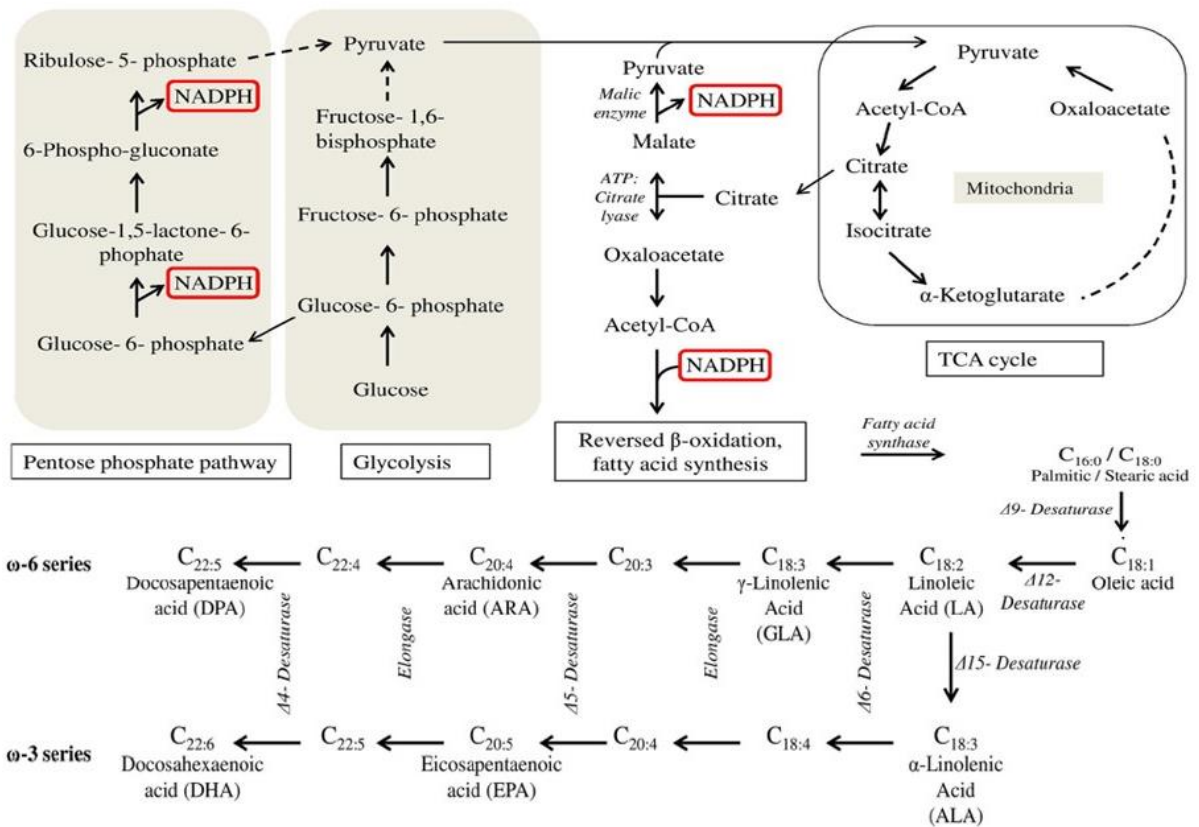 Ribulose- 5- phosphate
NADPH
6-Phospho-gluconate
Glucose-1,5-lactone-6-
phophate
NADPH
Glucose- 6- phosphate
Pentose phosphate pathway
Pyruvate
Fructose- 1,6-
bisphosphate
Fructose- 6- phosphate
Glucose- 6- phosphate
Glucose
Glycolysis
Pyruvate
Malic
enzyme
NADPH
Malate
ATP:
Citrate
lyase
Citrate
Oxaloacetate
Acetyl-CoA
NADPH
Reversed β-oxidation,
fatty acid synthesis
Pyruvate
Acetyl-CoA
Oxaloacetate
Citrate
Mitochondria
Isocitrate
α-Ketoglutarate
TCA cycle
Fatty acid
synthase
C16:0 / C18:0
Palmitic / Stearic acid
Δ9- Desaturase
ω-6 series
C22:5
Docosapentaenoic
acid (DPA)
C22:4
C20:4
Arachidonic
acid (ARA)
C20:3
C18:3
γ-Linolenic
Acid
(GLA)
C18:2
Linoleic
Acid (LA)
Δ12-
Desaturase
C18:1
Oleic acid
Δ4- Desaturase
Elongase
Δ5- Desaturase
Elongase
Δ6- Desaturase
Δ15- Desaturase
ω-3 series
C22:6
Docosahexaenoic
acid (DHA)
C22:5
C20:5
Eicosapentaenoic
acid (EPA)
C20:4
C18:4
C18:3
α-Linolenic
Acid
(ALA)